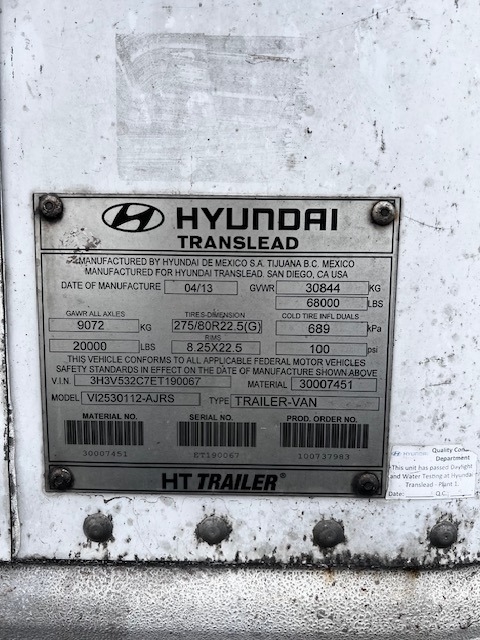 HYUNDAI
TRANSLEAD
MANUFACTURED BY HYUNDAI DE MEXICO S.A. TIJUANA B.C. MEXICO
MANUFACTURED FOR HYUNDAI TRANSLEAD. SAN DIEGO, CA USA
DATE OF MANUFACTURE 04/13 GVWR 30844 KG
68000 LBS
GAWR ALL AXLES TIRES-DIMENSION COLD TIRE INFL DUALS
9072 KG 275/80R22.5(G) 689 kPa
RIMS
20000 LBS 8.25X22.5 100 psi
THIS VEHICLE CONFORMS TO ALL APPLICABLE FEDERAL MOTOR VEHICLES
SAFETY STANDARDS IN EFFECT ON THE DATE OF MANUFACTURE SHOWN ABOVE
V.I.N. 3H3V532C7ET190067 MATERIAL 30007451
MODEL VI2530112-AJRS TYPE TRAILER-VAN
MATERIAL NO. SERIAL NO. PROD. ORDER NO.
30007451 ET190067 100737983
HT TRAILER®
HYUNDAI Quality Con
Department
This unit has passed Daylight
and Water Testing at Hyundai
Translead - Plant 1.
Date: Q.C.